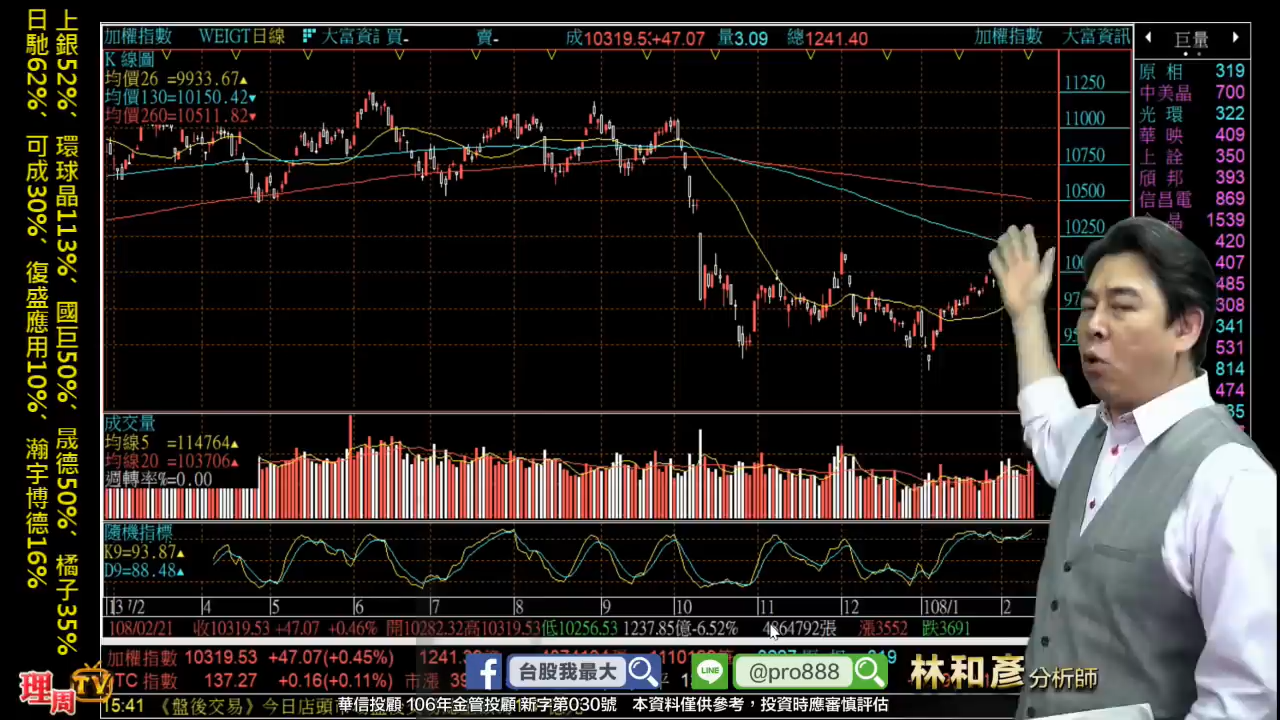 上銀52%、環球晶113%、國巨50%、晟德50%、橘子35%
日馳62%、可成30%、復盛應用10%、瀚宇博德16%
加權指數 WEIGT日線 大富資訊 買- 賣- 成10319.53+47.07 量3.09 總1241.40 加權指數 大富資訊
K 線圖
均價26 =9933.67▲
均價130=10150.42▼
均價260=10511.82▼
11250
11000
10750
10500
10250
成交量
均線5 =114764▲
均線20 =103706▲
週轉率%=0.00
隨機指標
K9=93.87▲
D9=88.48▲
4 5 6 7 8 9 10 11 12 108/1 2
108/02/21 收10319.53 +47.07 +0.46% 開10282.32高10319.53低10256.53 1237.85億-6.52% 漲3552 跌3691
巨量
原相 319
中美晶 700
光環 322
華映 409
上詮 350
頎邦 393
信昌電 869
1539
420
407
485
308
341
531
814
474
加權指數 10319.53 +47.07(+0.45%)
OTC 指數 137.27 +0.16(+0.11%) 市漲
15:41 《盤後交易》今日店頭
台股我最大
LINE
@pro888
林和彥 分析師
理周TV
華信投顧 106年金管投顧新字第030號 本資料僅供參考，投資時應審慎評估